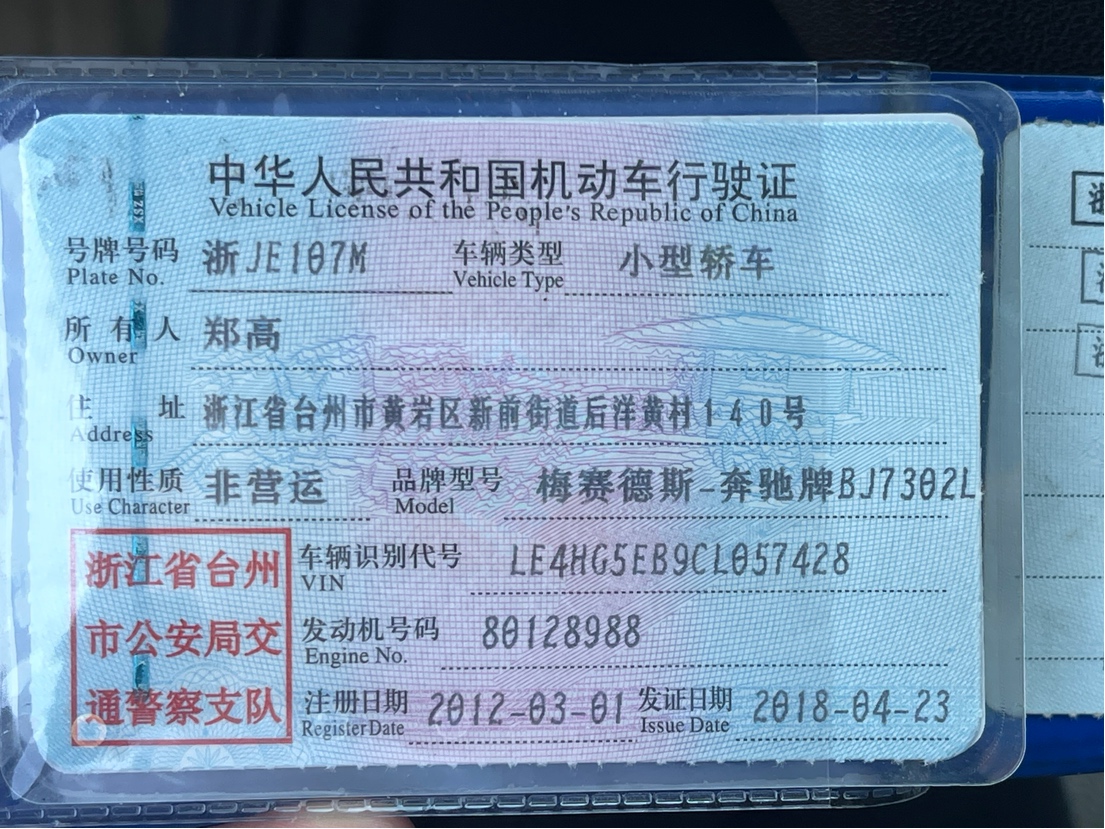 中华人民共和国机动车行驶证
Vehicle License of the People's Republic of China
号牌号码 浙JE107M 车辆类型 小型轿车
Plate No. Vehicle Type
所有人 郑高
Owner
住址 浙江省台州市黄岩区新前街道后洋黄村140号
Address
使用性质 非营运 品牌型号 梅赛德斯-奔驰牌BJ7302L
Use Character Model
浙江省台州
市公安局交
通警察支队
车辆识别代号 LE4HG5EB9CL057428
VIN
发动机号码 80128988
Engine No.
注册日期 2012-03-01 发证日期 2018-04-23
Register Date Issue Date